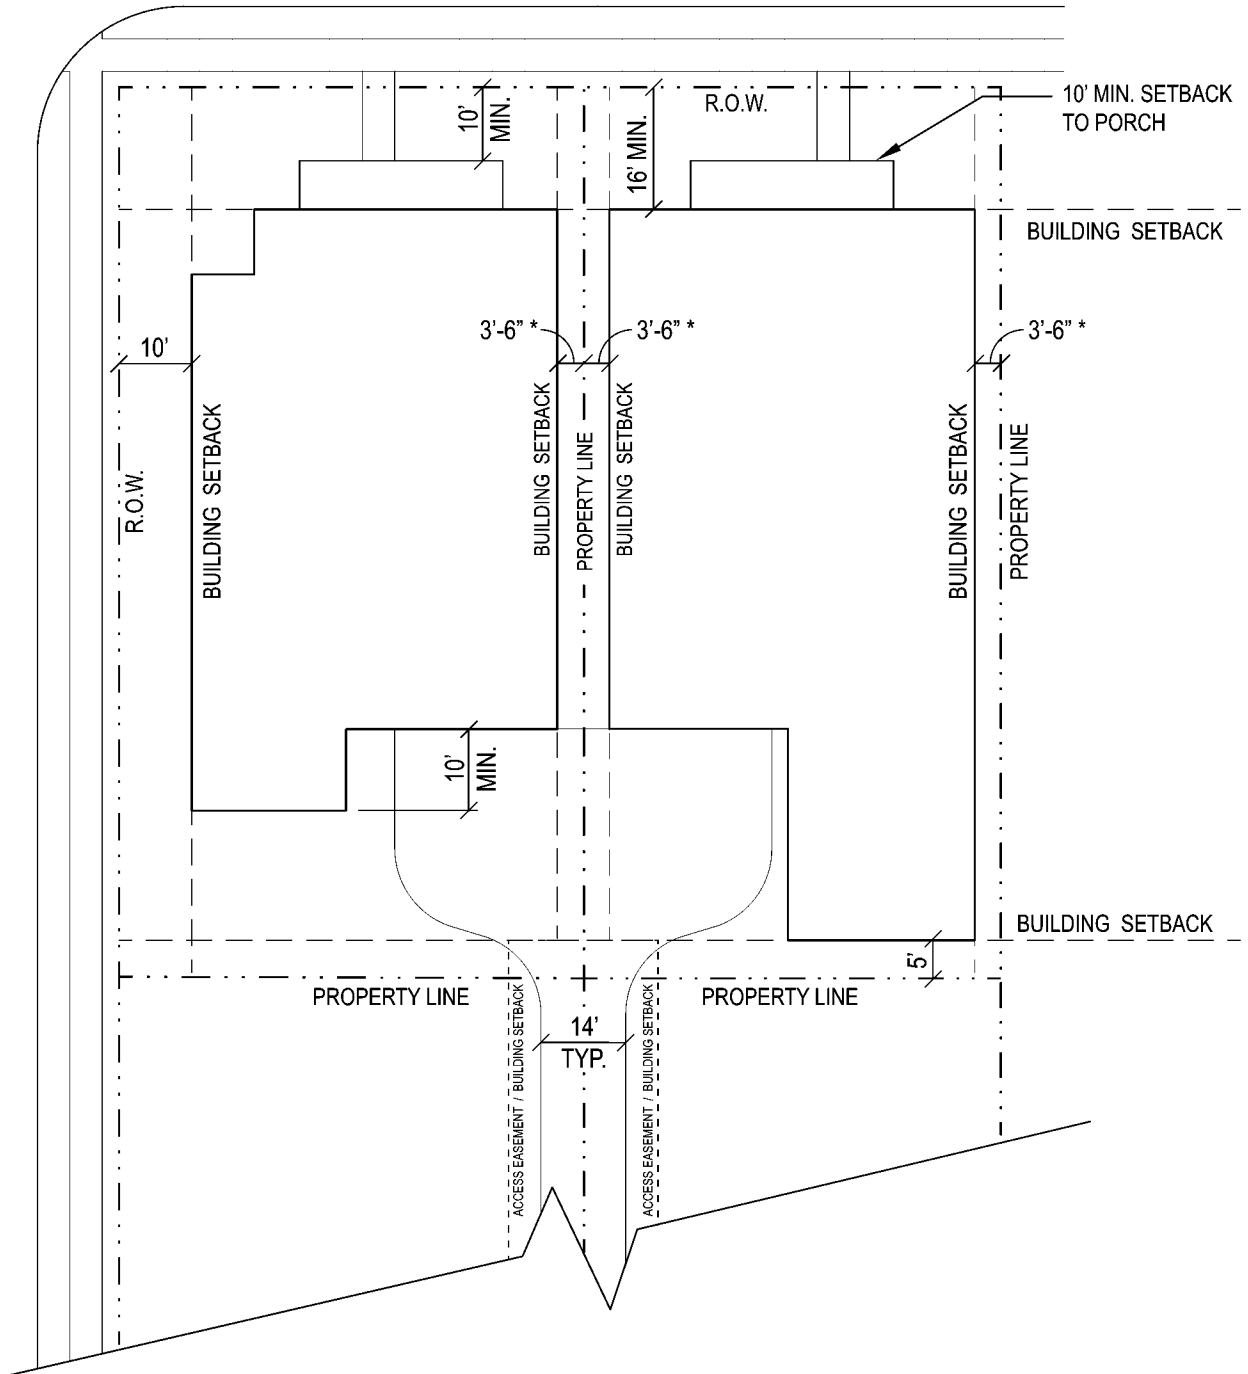 10'
MIN.
R.O.W.
16' MIN.
10' MIN. SETBACK
TO PORCH
BUILDING SETBACK
3'-6" *
3'-6" *
3'-6" *
10'
R.O.W.
BUILDING SETBACK
BUILDING SETBACK
PROPERTY LINE
BUILDING SETBACK
BUILDING SETBACK
PROPERTY LINE
10'
MIN.
BUILDING SETBACK
5'
PROPERTY LINE
PROPERTY LINE
ACCESS EASEMENT / BUILDING SETBACK
14'
TYP.
ACCESS EASEMENT / BUILDING SETBACK